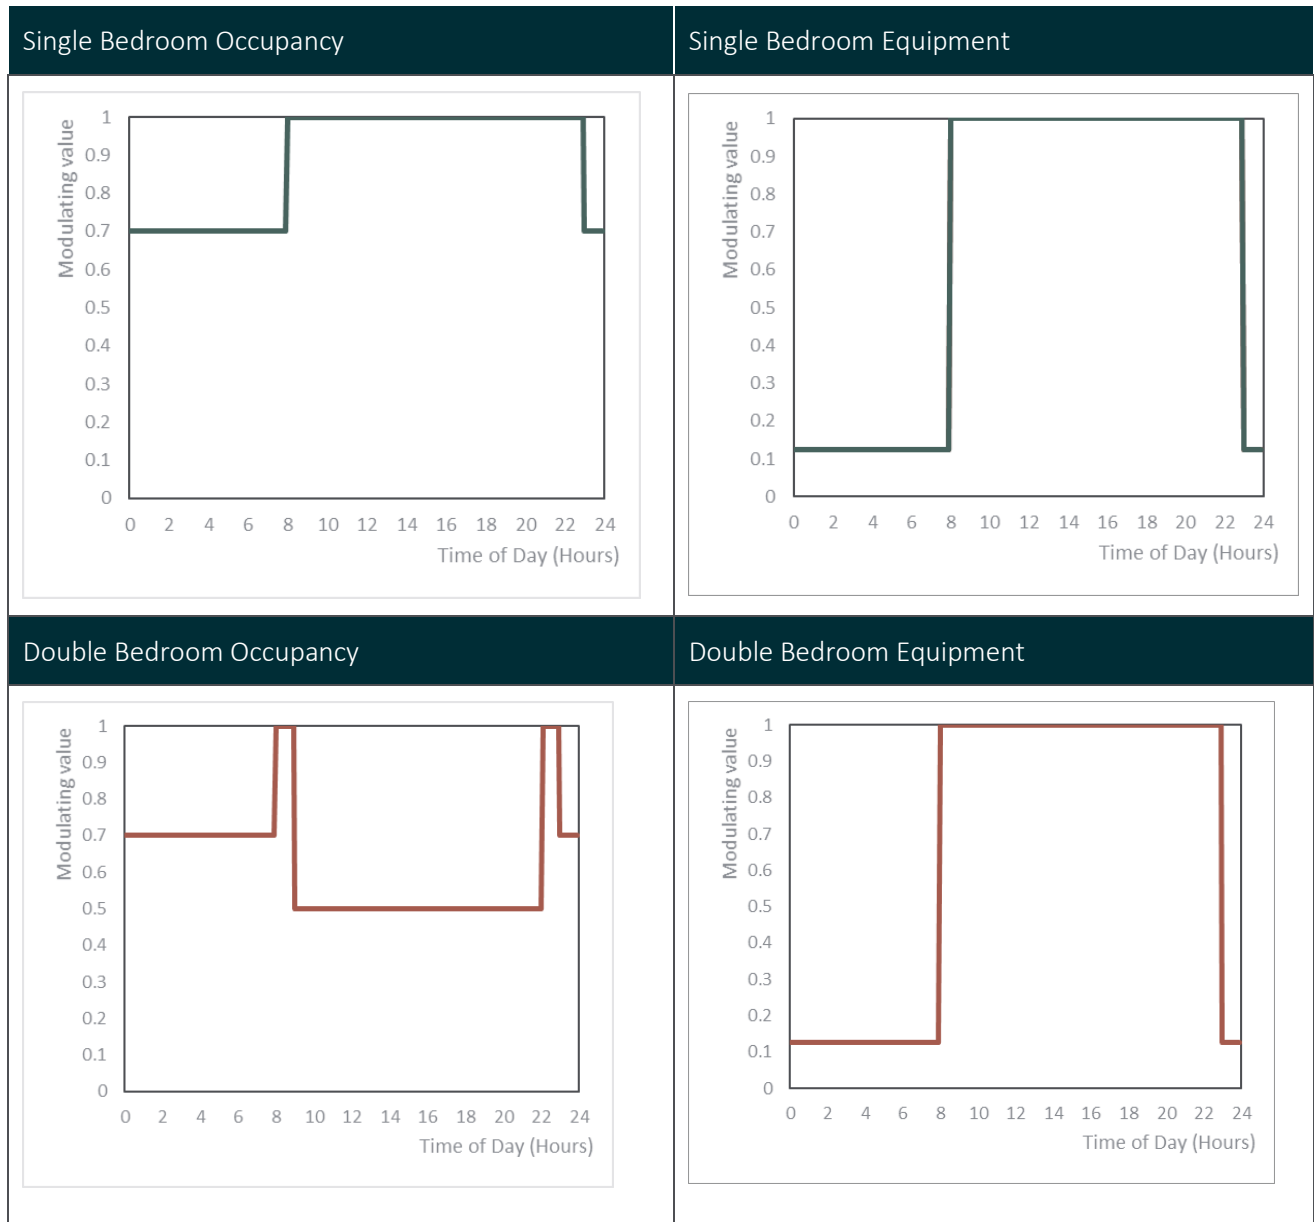 Single Bedroom Occupancy
Single Bedroom Equipment
Modulating value
1
0.9
0.8
0.7
0.6
0.5
0.4
0.3
0.2
0.1
0
0 2 4 6 8 10 12 14 16 18 20 22 24
Time of Day (Hours)
Modulating value
1
0.9
0.8
0.7
0.6
0.5
0.4
0.3
0.2
0.1
0
0 2 4 6 8 10 12 14 16 18 20 22 24
Time of Day (Hours)
Double Bedroom Occupancy
Double Bedroom Equipment
Modulating value
1
0.9
0.8
0.7
0.6
0.5
0.4
0.3
0.2
0.1
0
0 2 4 6 8 10 12 14 16 18 20 22 24
Time of Day (Hours)
Modulating value
1
0.9
0.8
0.7
0.6
0.5
0.4
0.3
0.2
0.1
0
0 2 4 6 8 10 12 14 16 18 20 22 24
Time of Day (Hours)